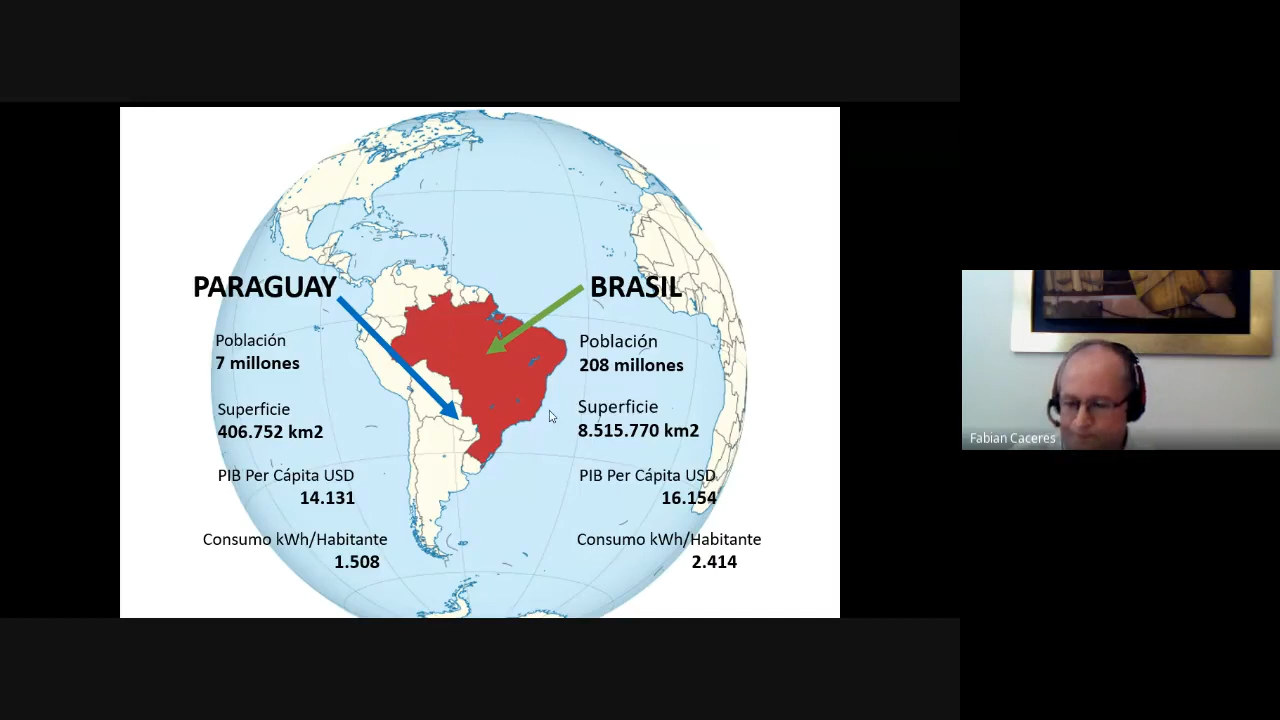 PARAGUAY
Población
7 millones
Superficie
406.752 km2
PIB Per Cápita USD
14.131
Consumo kWh/Habitante
1.508
BRASIL
Población
208 millones
Superficie
8.515.770 km2
PIB Per Cápita USD
16.154
Consumo kWh/Habitante
2.414
Fabian Caceres